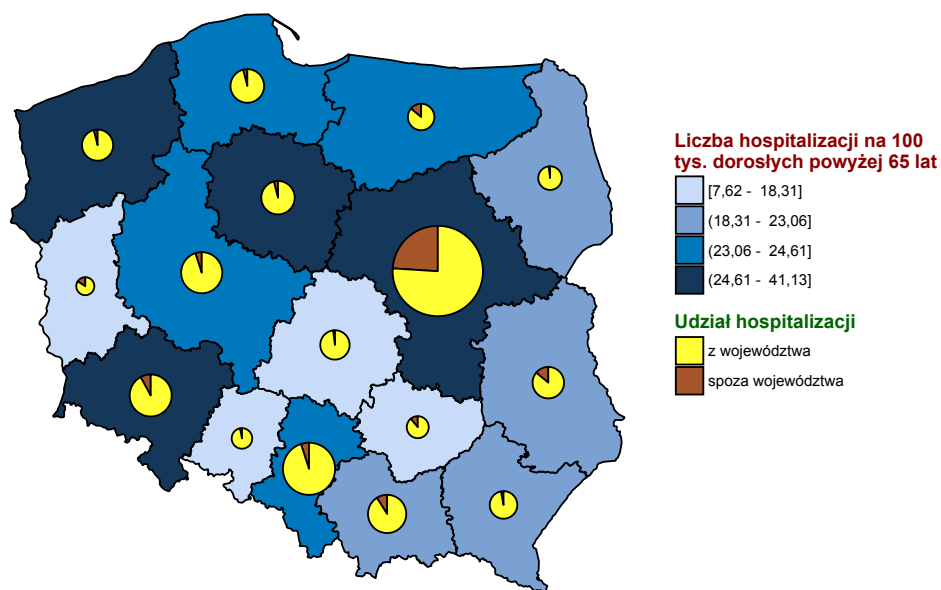 Liczba hospitalizacji na 100
tys. dorosłych powyżej 65 lat
[7,62 - 18,31]
(18,31 - 23,06]
(23,06 - 24,61]
(24,61 - 41,13]
Udział hospitalizacji
z województwa
spoza województwa